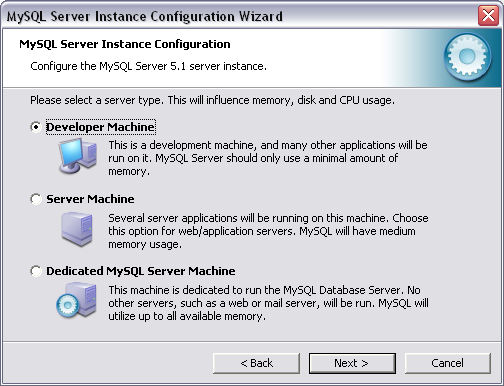 MySQL Server Instance Configuration Wizard
MySQL Server Instance Configuration
Configure the MySQL Server 5.1 server instance.
Please select a server type. This will influence memory, disk and CPU usage.
Developer Machine
This is a development machine, and many other applications will be
run on it. MySQL Server should only use a minimal amount of
memory.
Server Machine
Several server applications will be running on this machine. Choose
this option for web/application servers. MySQL will have medium
memory usage.
Dedicated MySQL Server Machine
This machine is dedicated to run the MySQL Database Server. No
other servers, such as a web or mail server, will be run. MySQL will
utilize up to all available memory.
< Back
Next >
Cancel